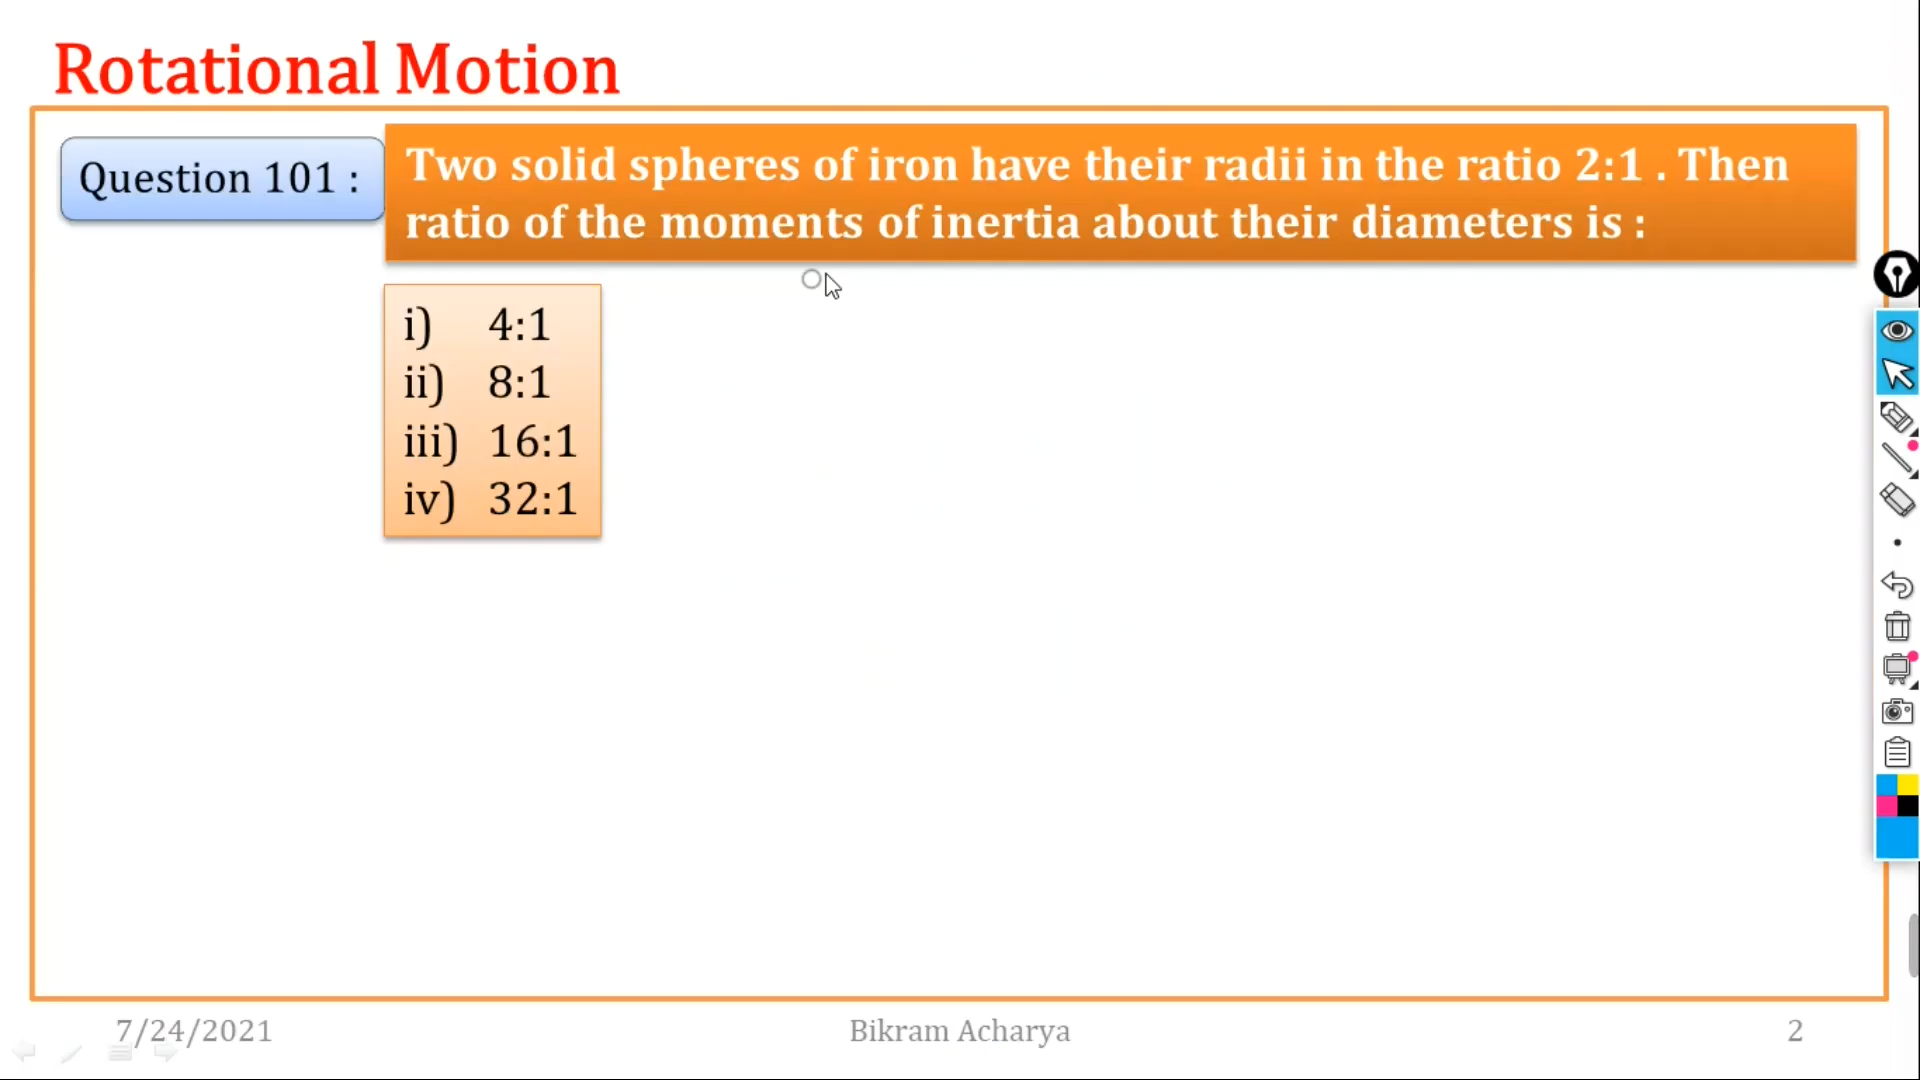 Rotational Motion
Question 101 :
Two solid spheres of iron have their radii in the ratio 2:1 . Then
ratio of the moments of inertia about their diameters is :
i) 4:1
ii) 8:1
iii) 16:1
iv) 32:1
7/24/2021
Bikram Acharya
2